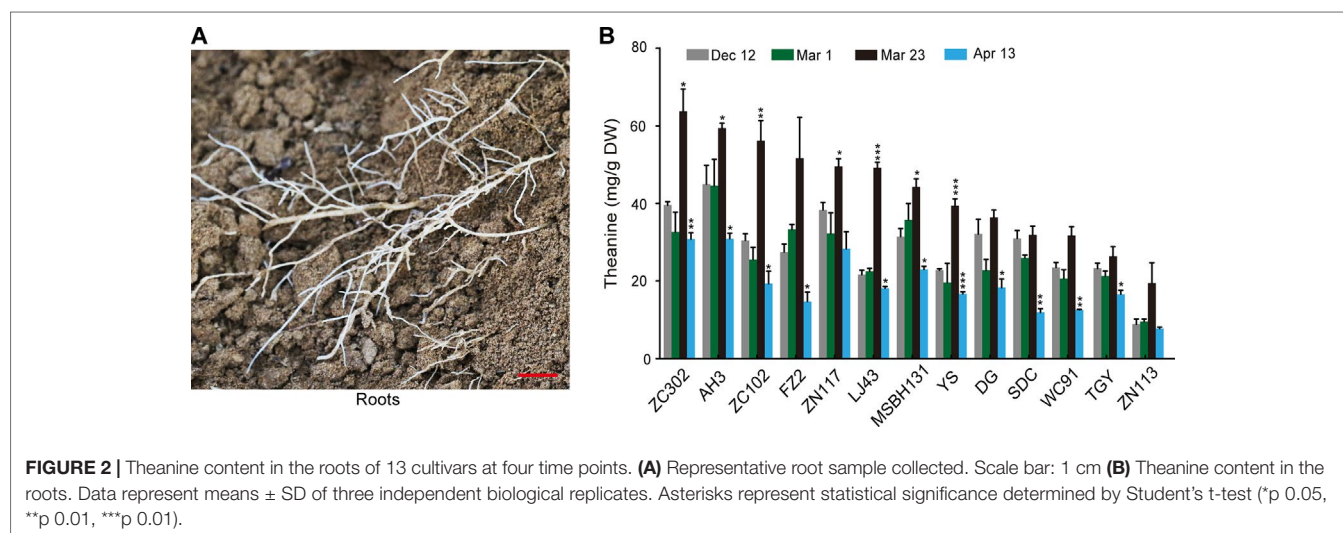 A
Roots
B
Theanine (mg/g DW)
Dec 12 Mar 1 Mar 23 Apr 13
80
60
40
20
0
* ** * * ** * * * * *** * * * *** *** * ** ** *
ZC302 AH3 ZC102 FZ2 ZN117 LJ43 MSBH131 YS DG SDC WC91 TGY ZN113
FIGURE 2 | Theanine content in the roots of 13 cultivars at four time points. (A) Representative root sample collected. Scale bar: 1 cm (B) Theanine content in the
roots. Data represent means ± SD of three independent biological replicates. Asterisks represent statistical significance determined by Student's t-test (*p 0.05,
**p 0.01, ***p 0.01).